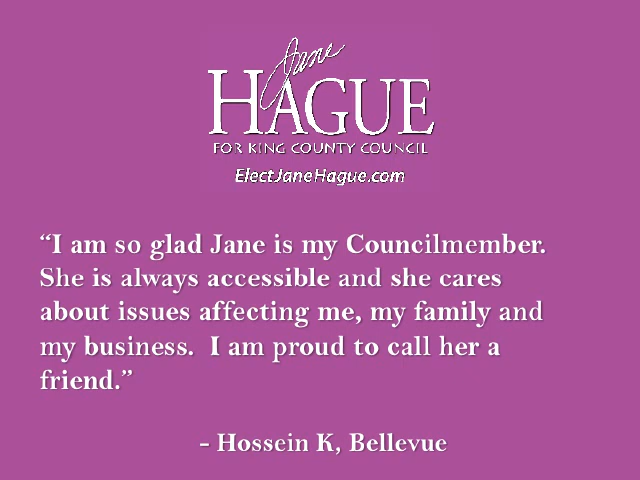 Jane
HAGUE
FOR KING COUNTY COUNCIL
ElectJaneHague.com
“I am so glad Jane is my Councilmember.
She is always accessible and she cares
about issues affecting me, my family and
my business.  I am proud to call her a
friend.”
- Hossein K, Bellevue